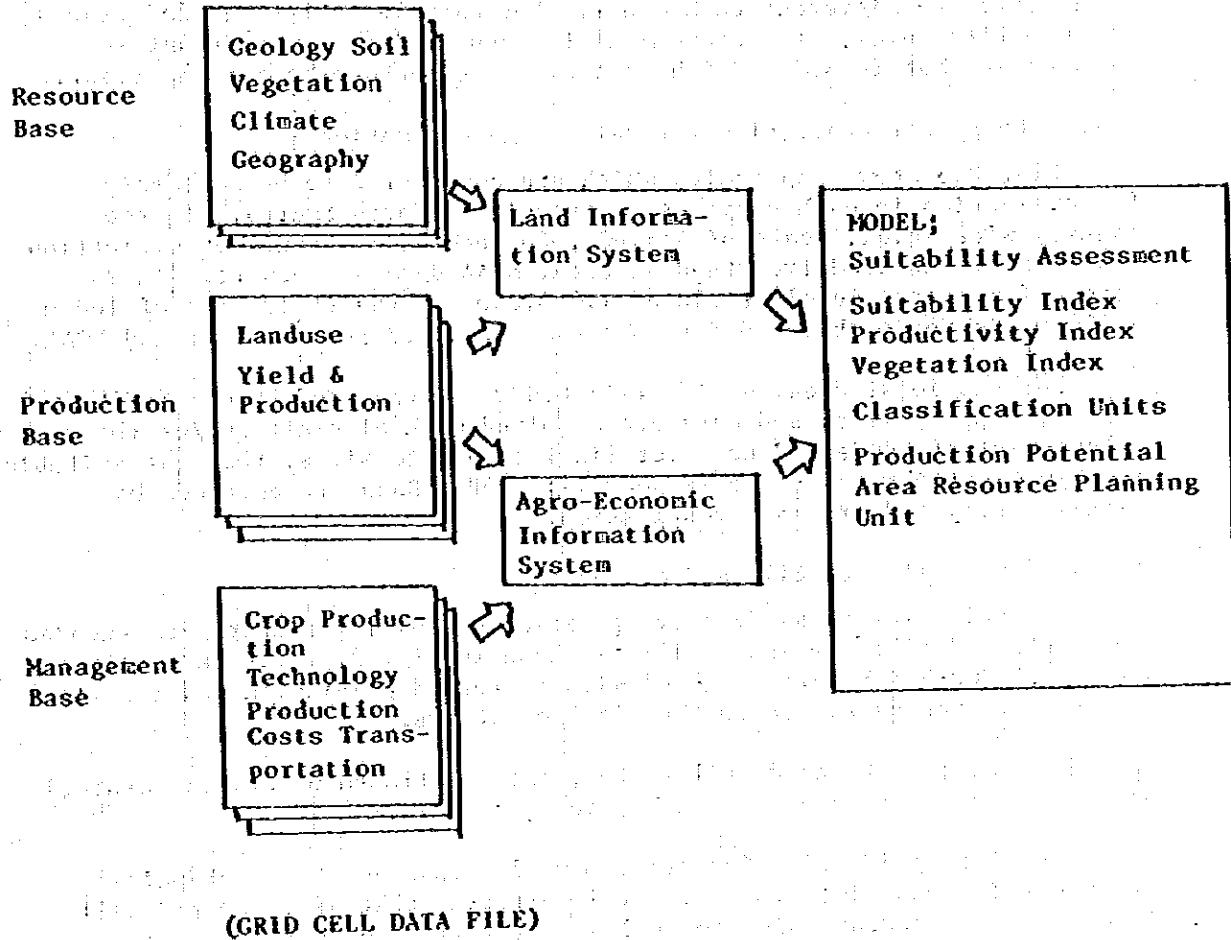 Resource
Base
Geology Soil
Vegetation
Climate
Geography
Land Informa-
tion System
Production
Base
Landuse
Yield &
Production
Agro-Economic
Information
System
Management
Base
Crop Produc-
tion
Technology
Production
Costs Trans-
portation
MODEL;
Suitability Assessment
Suitability Index
Productivity Index
Vegetation Index
Classification Units
Production Potential
Area Resource Planning
Unit
(GRID CELL DATA FILE)